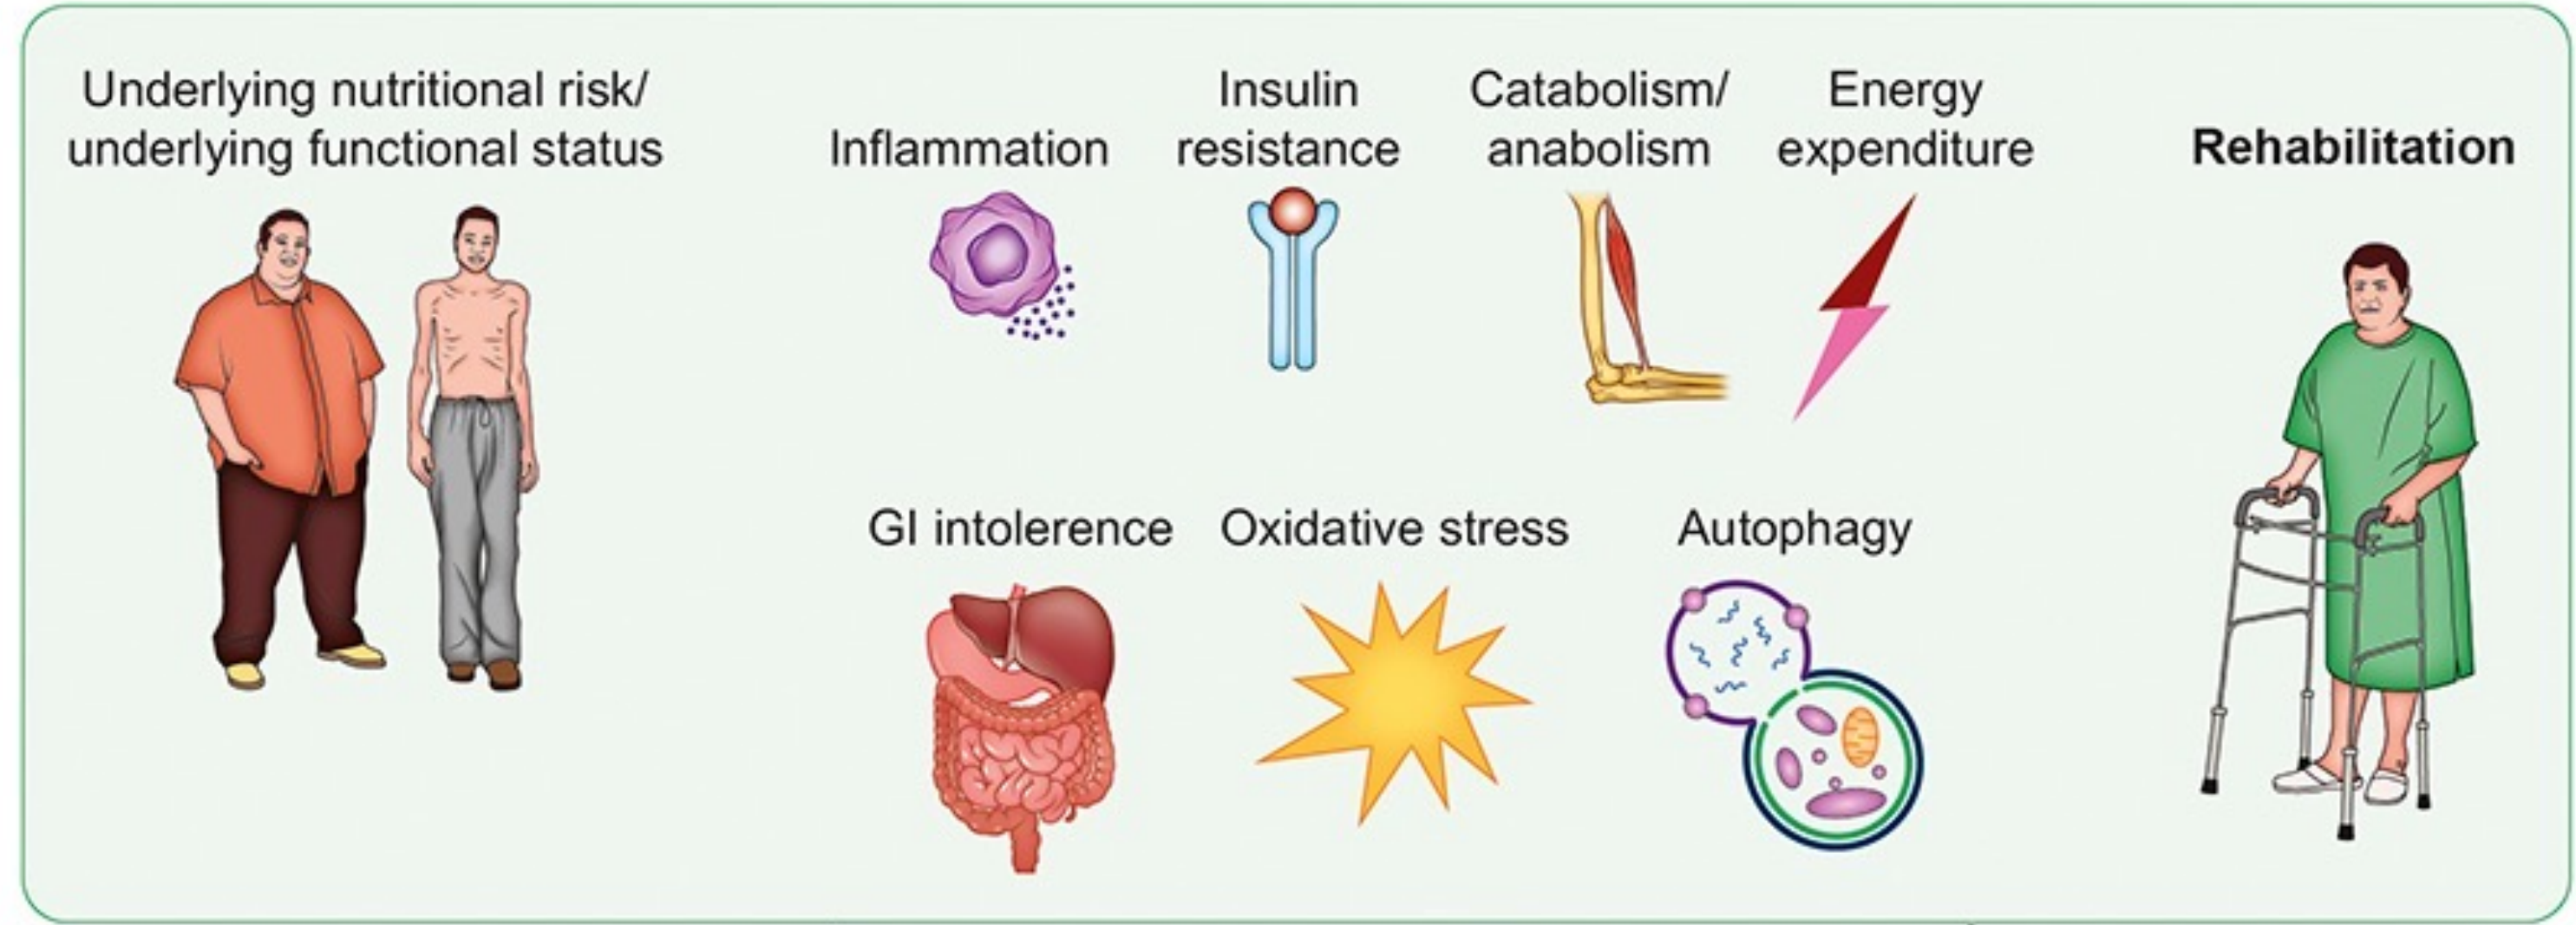 Underlying nutritional risk/
underlying functional status
Inflammation
Insulin
resistance
Catabolism/
anabolism
Energy
expenditure
Rehabilitation
GI intolerence
Oxidative stress
Autophagy